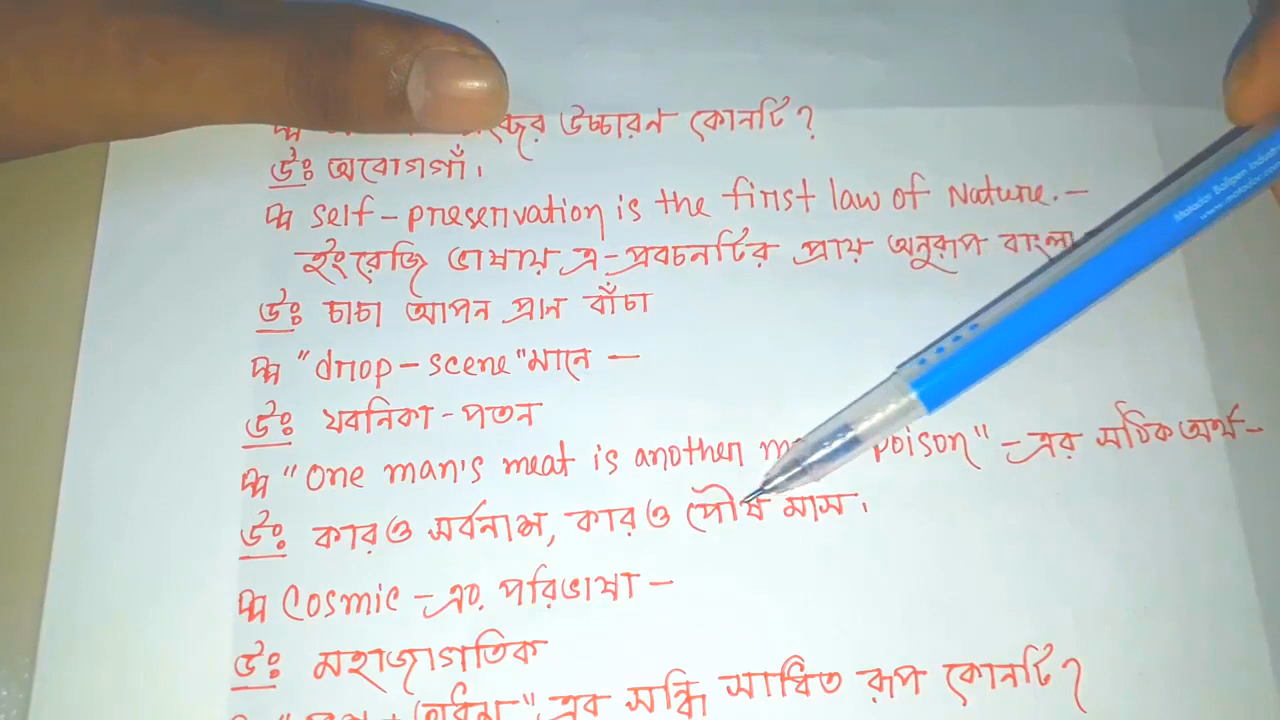 উচ্চারণ কোনটি?
উঃ অবোগগাঁ।
Self-preservation is the first law of Nature.-
ইংরেজি ভাষায় এ-প্রবচনটির প্রায় অনুরূপ বাংলা
উঃ চাচা আপন প্রান বাঁচা
"drop-scene" মানে -
উঃ যবনিকা-পতন
"One man's meat is another poison" -এর সঠিক অর্থ-
উঃ কারও সর্বনাশ, কারও পৌষ মাস।
Cosmic -এর পরিভাষা -
উঃ মহাজাগতিক
এর সন্ধি সাধিত রূপ কোনটি?
Matador Ballpen